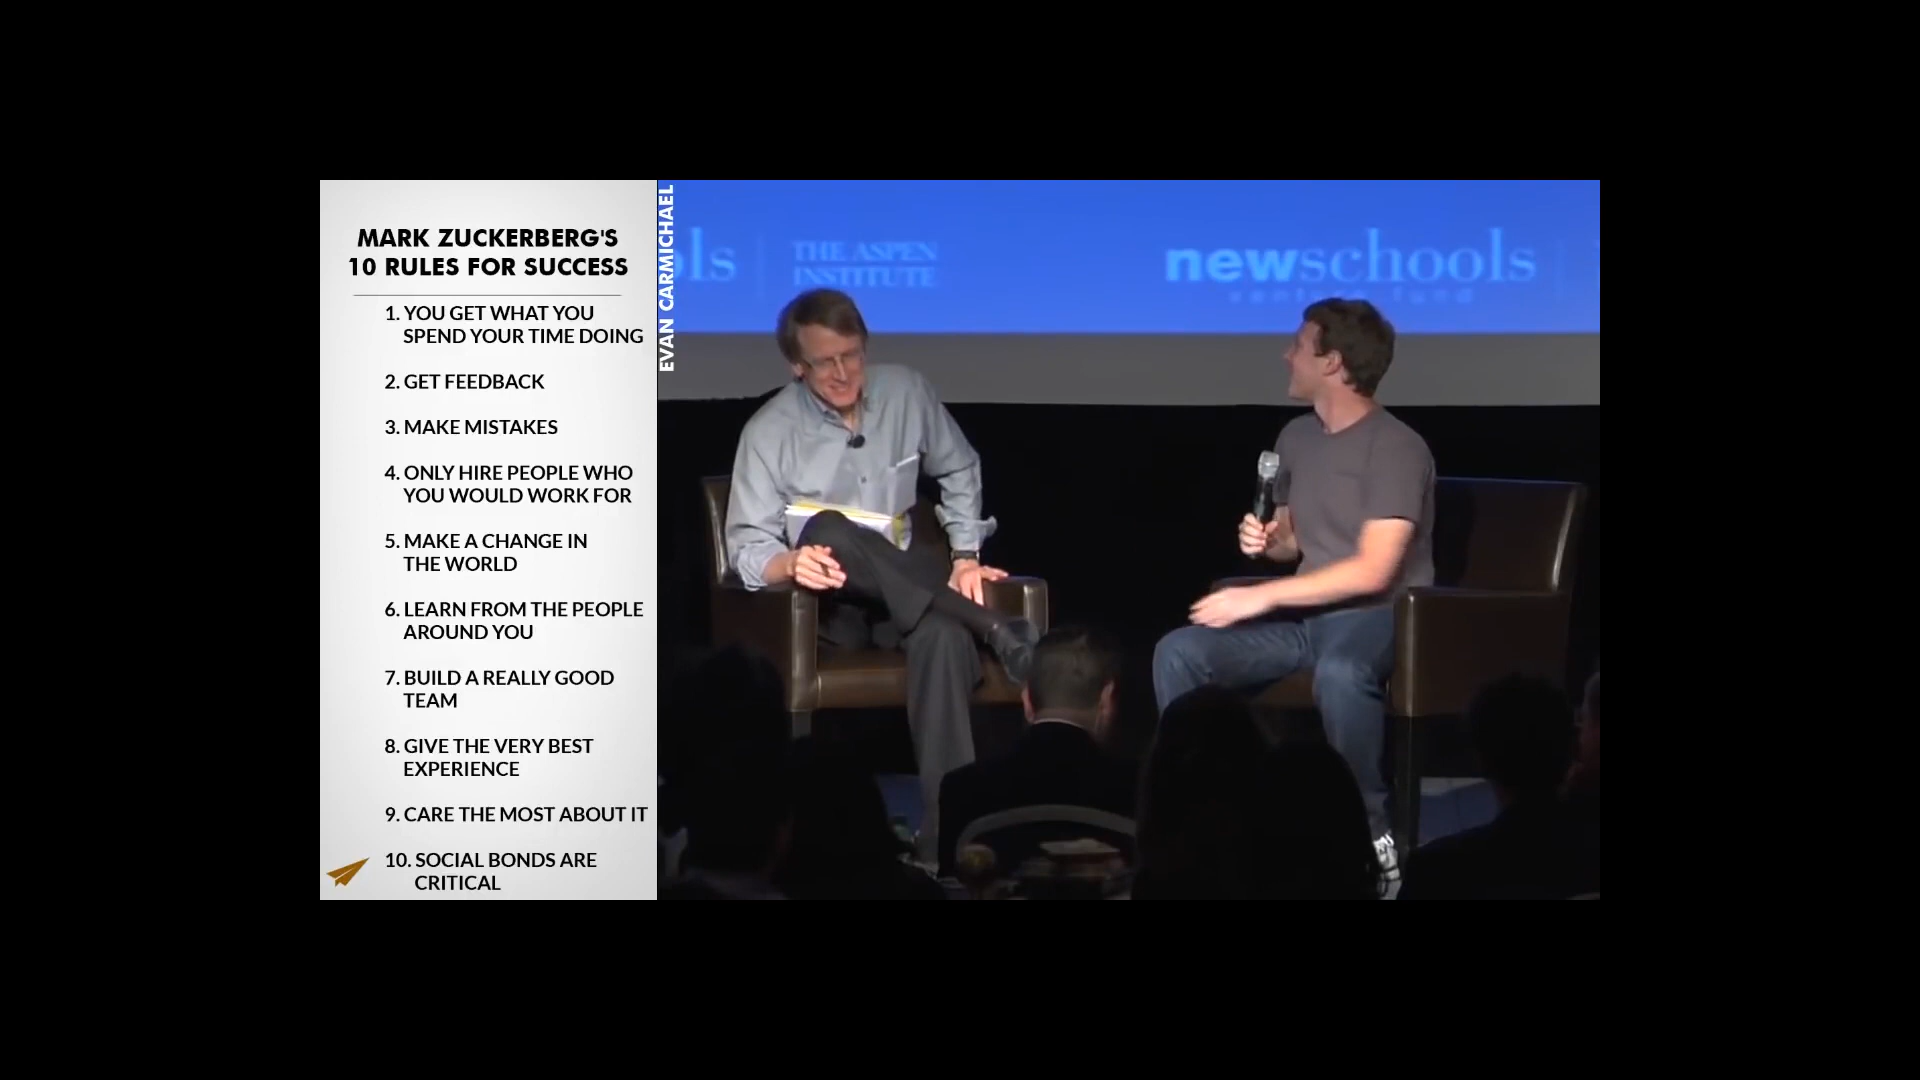 MARK ZUCKERBERG'S
10 RULES FOR SUCCESS
1. YOU GET WHAT YOU
SPEND YOUR TIME DOING
2. GET FEEDBACK
3. MAKE MISTAKES
4. ONLY HIRE PEOPLE WHO
YOU WOULD WORK FOR
5. MAKE A CHANGE IN
THE WORLD
6. LEARN FROM THE PEOPLE
AROUND YOU
7. BUILD A REALLY GOOD
TEAM
8. GIVE THE VERY BEST
EXPERIENCE
9. CARE THE MOST ABOUT IT
10. SOCIAL BONDS ARE
CRITICAL
EVAN CARMICHAEL
ols
THE ASPEN
INSTITUTE
newschools
venture fund